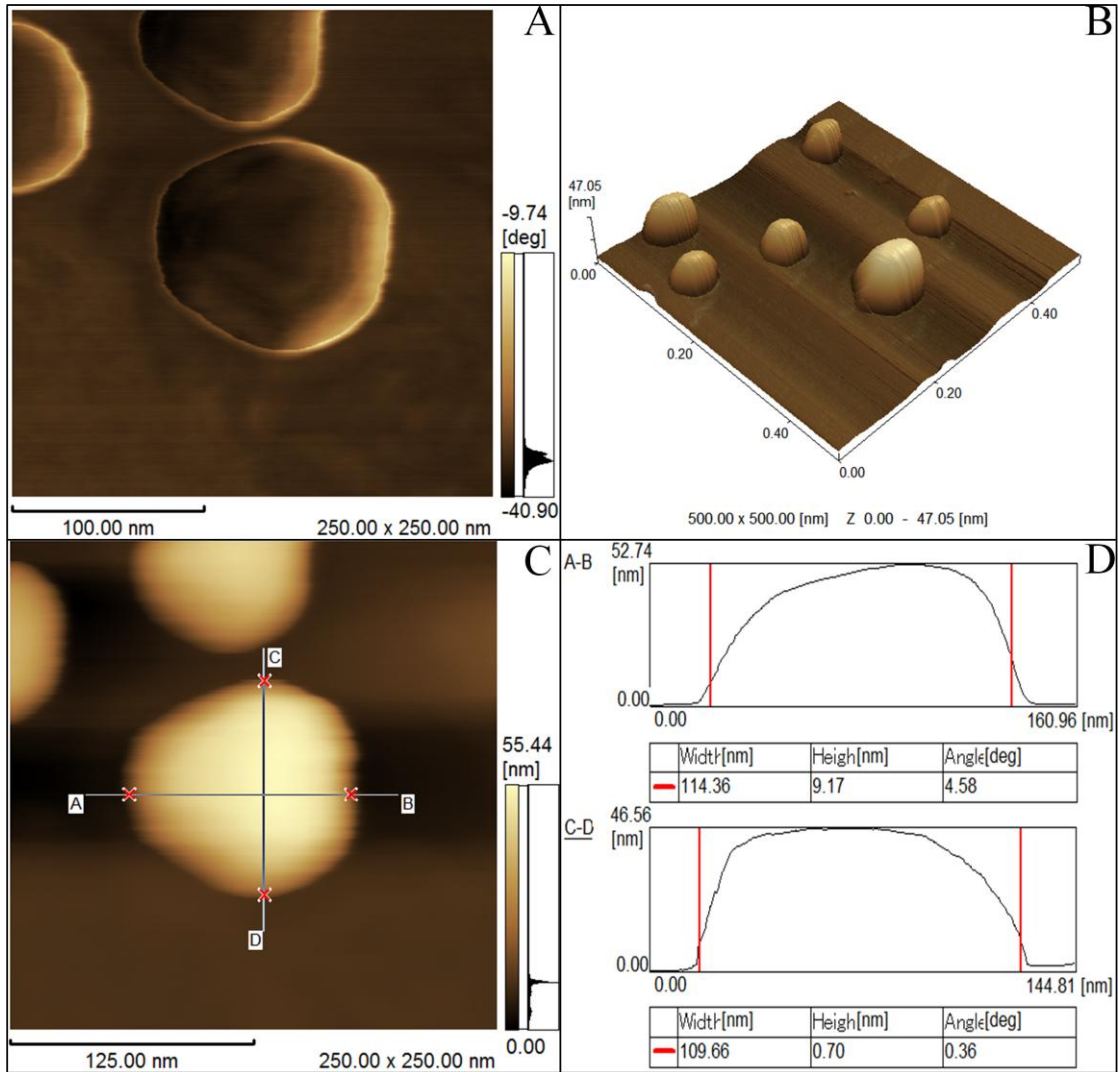 A
-9.74
[deg]
-40.90
100.00 nm
250.00 x 250.00 nm
B
47.05
[nm]
0.00
0.20
0.40
0.00
0.20
0.40
500.00 x 500.00 [nm] Z 0.00 - 47.05 [nm]
C
C
A
B
D
55.44
[nm]
0.00
125.00 nm
250.00 x 250.00 nm
D
A-B
52.74
[nm]
0.00
0.00
160.96 [nm]
Width[nm] Heigh[nm] Angle[deg]
114.36 9.17 4.58
C-D
46.56
[nm]
0.00
0.00
144.81 [nm]
Width[nm] Heigh[nm] Angle[deg]
109.66 0.70 0.36